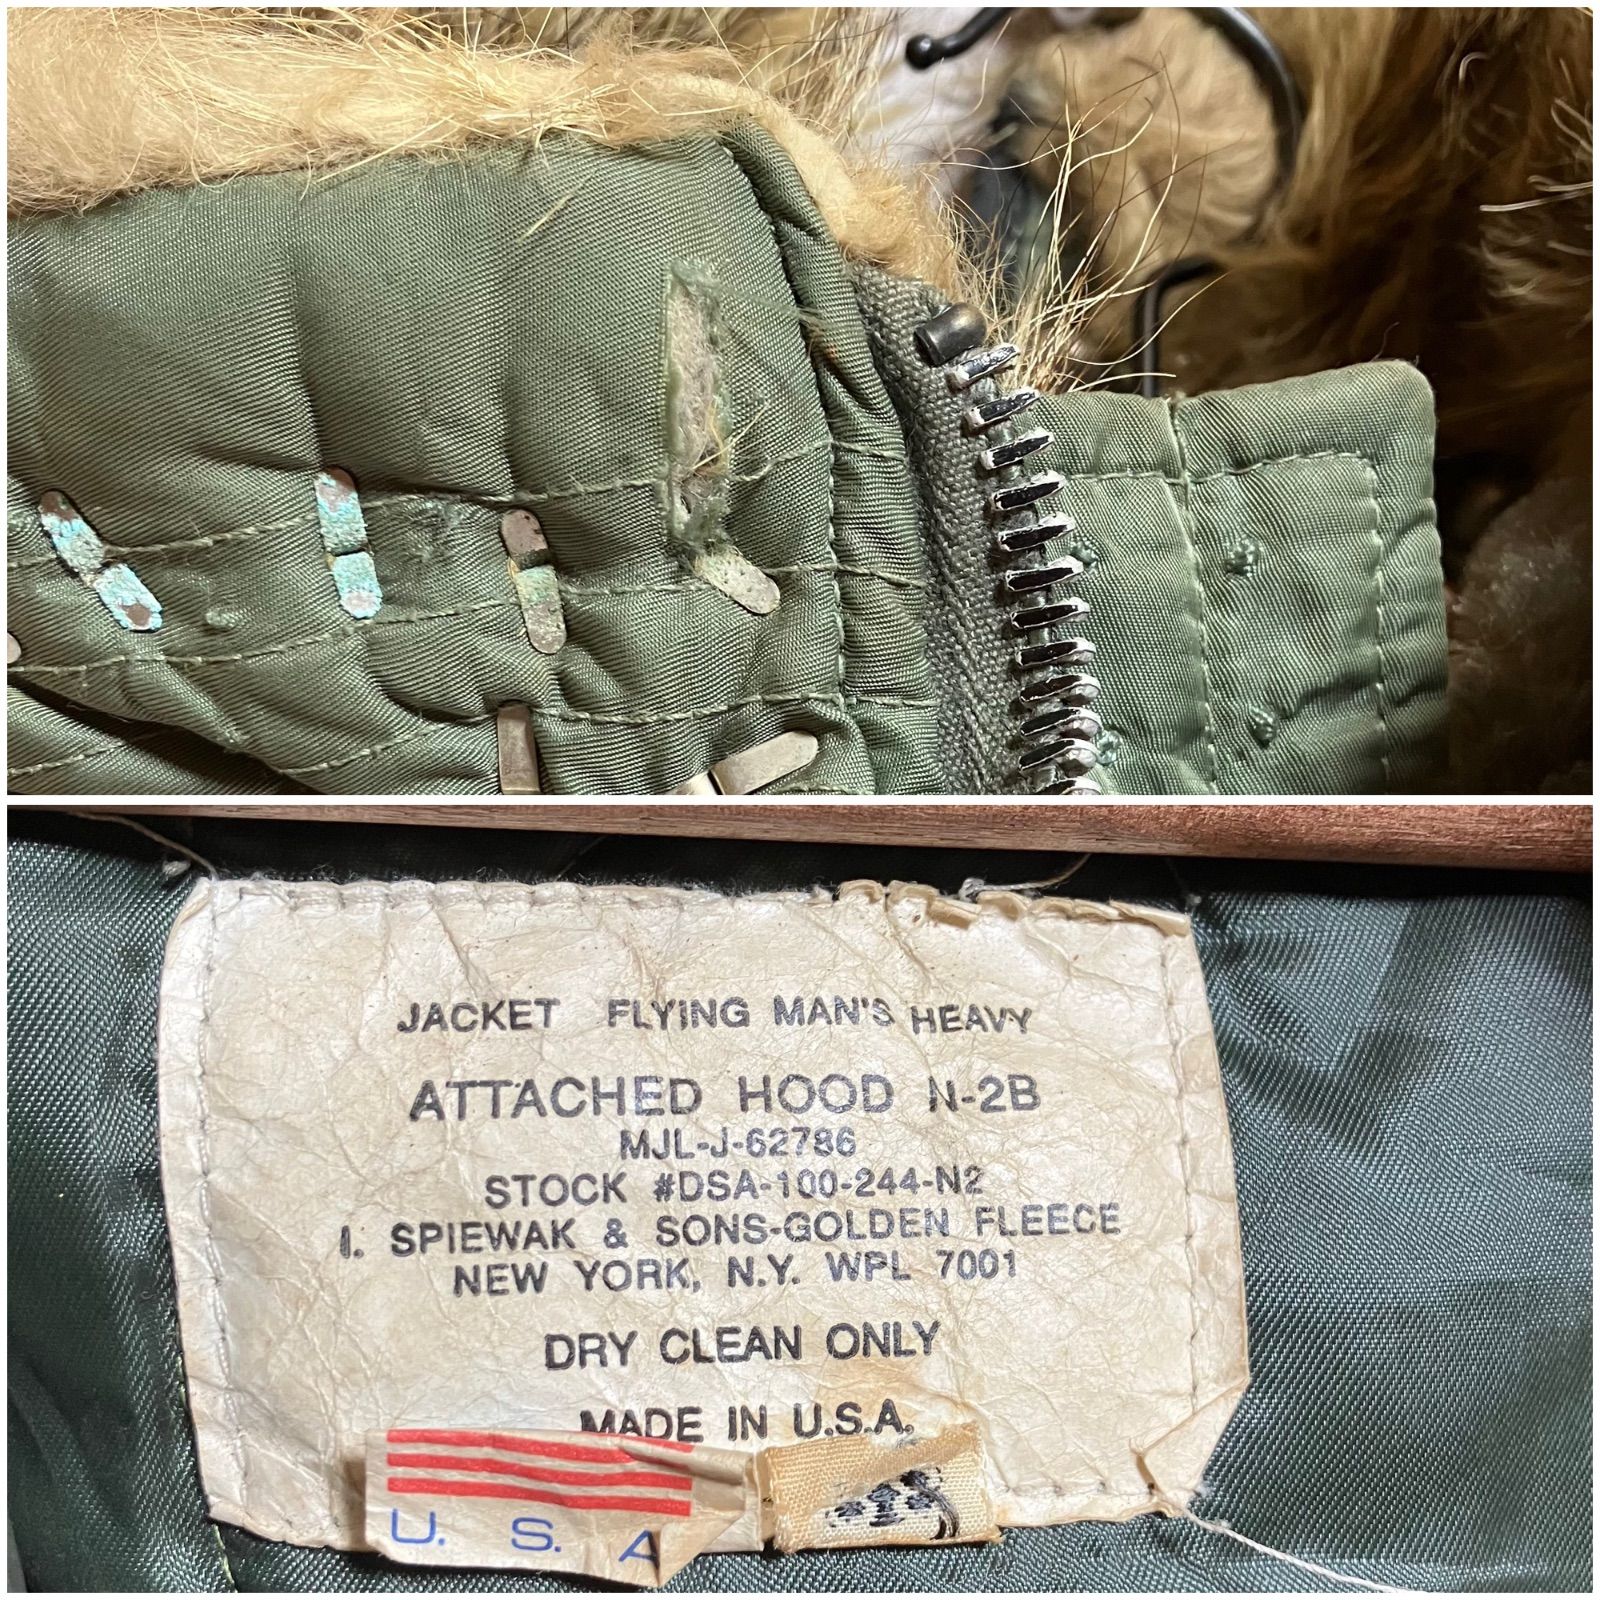 JACKET FLYING MAN'S HEAVY
ATTACHED HOOD N-2B
MJL-J-62786
STOCK #DSA-100-244-N2
I. SPIEWAK & SONS-GOLDEN FLEECE
NEW YORK, N.Y. WPL 7001
DRY CLEAN ONLY
MADE IN U.S.A.
U. S. A